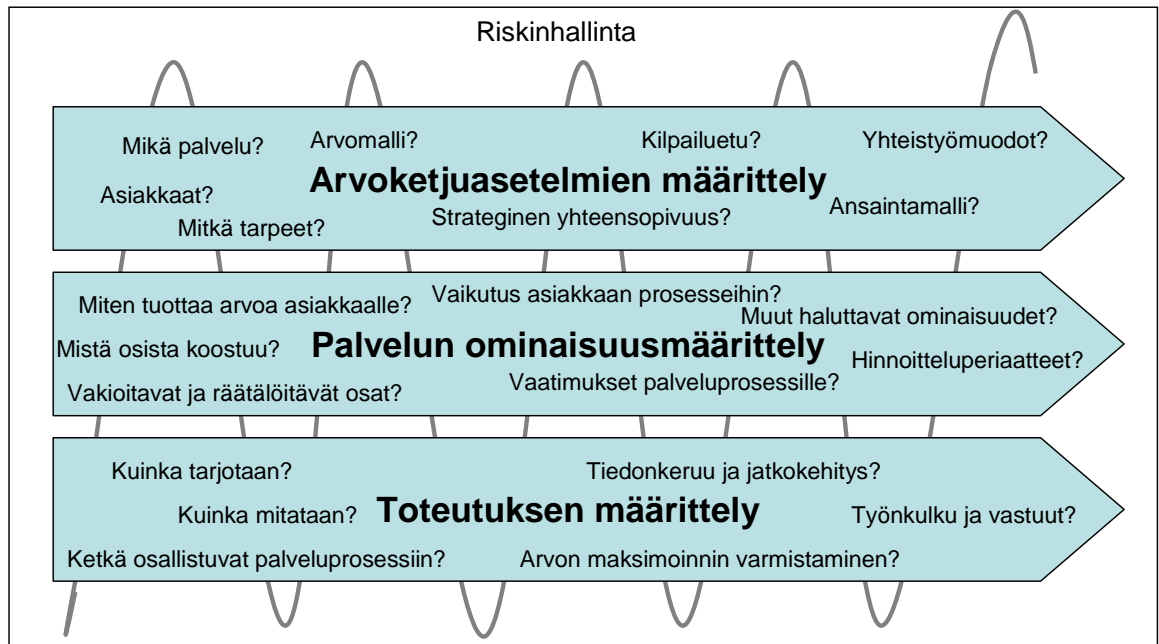 Riskinhallinta
Mikä palvelu?
Arvomalli?
Kilpailuetu?
Yhteistyömuodot?
Arvoketjuasetelmien määrittely
Asiakkaat?
Strateginen yhteensopivuus?
Ansaintamalli?
Mitkä tarpeet?
Miten tuottaa arvoa asiakkaalle?
Vaikutus asiakkaan prosesseihin?
Muut haluttavat ominaisuudet?
Mistä osista koostuu?
Palvelun ominaisuusmäärittely
Hinnoitteluperiaatteet?
Vakioitavat ja räätälöitävät osat?
Vaatimukset palveluprosessille?
Kuinka tarjotaan?
Tiedonkeruu ja jatkokehitys?
Kuinka mitataan?
Toteutuksen määrittely
Työnkulku ja vastuut?
Ketkä osallistuvat palveluprosessiin?
Arvon maksimoinnin varmistaminen?